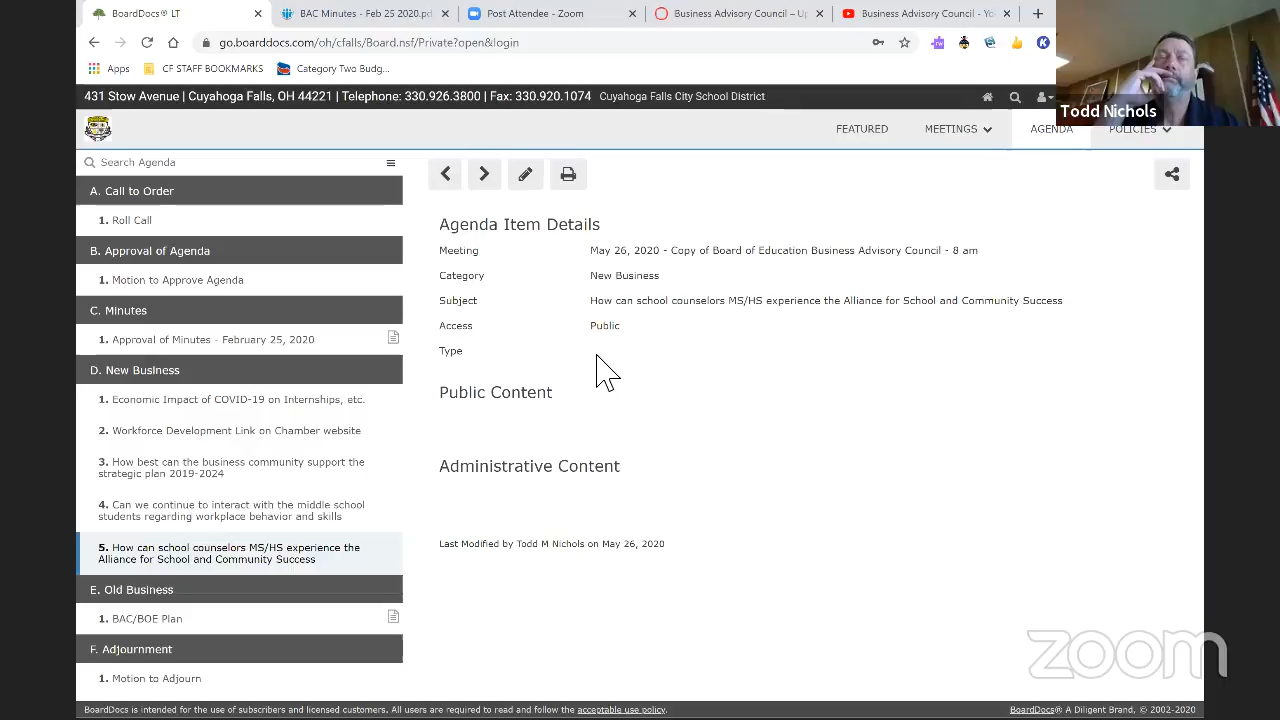 BoardDocs® LT
BAC Minutes - Feb 25 2020.pd
Post Attendee - Zoom
Business Advisory Council – Up
Business Advisory Council - Yo
go.boarddocs.com/oh/cfalls/Board.nsf/Private?open&login
Apps
CF STAFF BOOKMARKS
Category Two Budg...
Todd Nichols
431 Stow Avenue | Cuyahoga Falls, OH 44221 | Telephone: 330.926.3800 | Fax: 330.920.1074 Cuyahoga Falls City School District
FEATURED
MEETINGS
AGENDA
POLICIES
Search Agenda
A. Call to Order
1. Roll Call
B. Approval of Agenda
1. Motion to Approve Agenda
C. Minutes
1. Approval of Minutes - February 25, 2020
D. New Business
1. Economic Impact of COVID-19 on Internships, etc.
2. Workforce Development Link on Chamber website
3. How best can the business community support the
strategic plan 2019-2024
4. Can we continue to interact with the middle school
students regarding workplace behavior and skills
5. How can school counselors MS/HS experience the
Alliance for School and Community Success
E. Old Business
1. BAC/BOE Plan
F. Adjournment
1. Motion to Adjourn
Agenda Item Details
Meeting May 26, 2020 - Copy of Board of Education Business Advisory Council - 8 am
Category New Business
Subject How can school counselors MS/HS experience the Alliance for School and Community Success
Access Public
Type
Public Content
Administrative Content
Last Modified by Todd M Nichols on May 26, 2020
zoom
BoardDocs is intended for the use of subscribers and licensed customers. All users are required to read and follow the acceptable use policy.
BoardDocs® A Diligent Brand, © 2002-2020